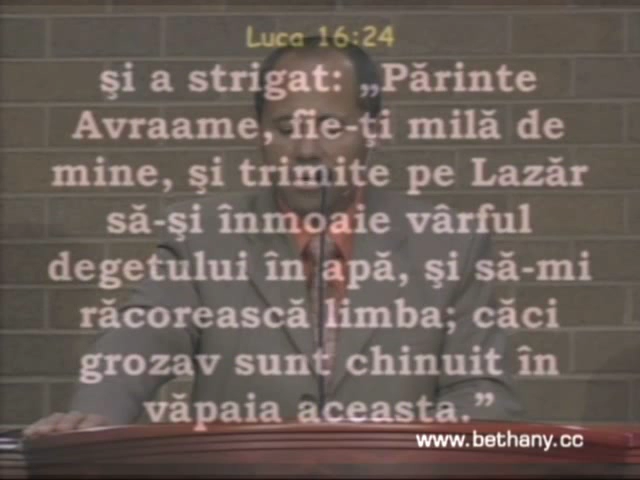 Luca 16:24
şi a strigat: „Părinte
Avraame, fie-ţi milă de
mine, şi trimite pe Lazăr
să-şi înmoaie vârful
degetului în apă, şi să-mi
răcorească limba; căci
grozav sunt chinuit în
văpaia aceasta.”
www.bethany.cc